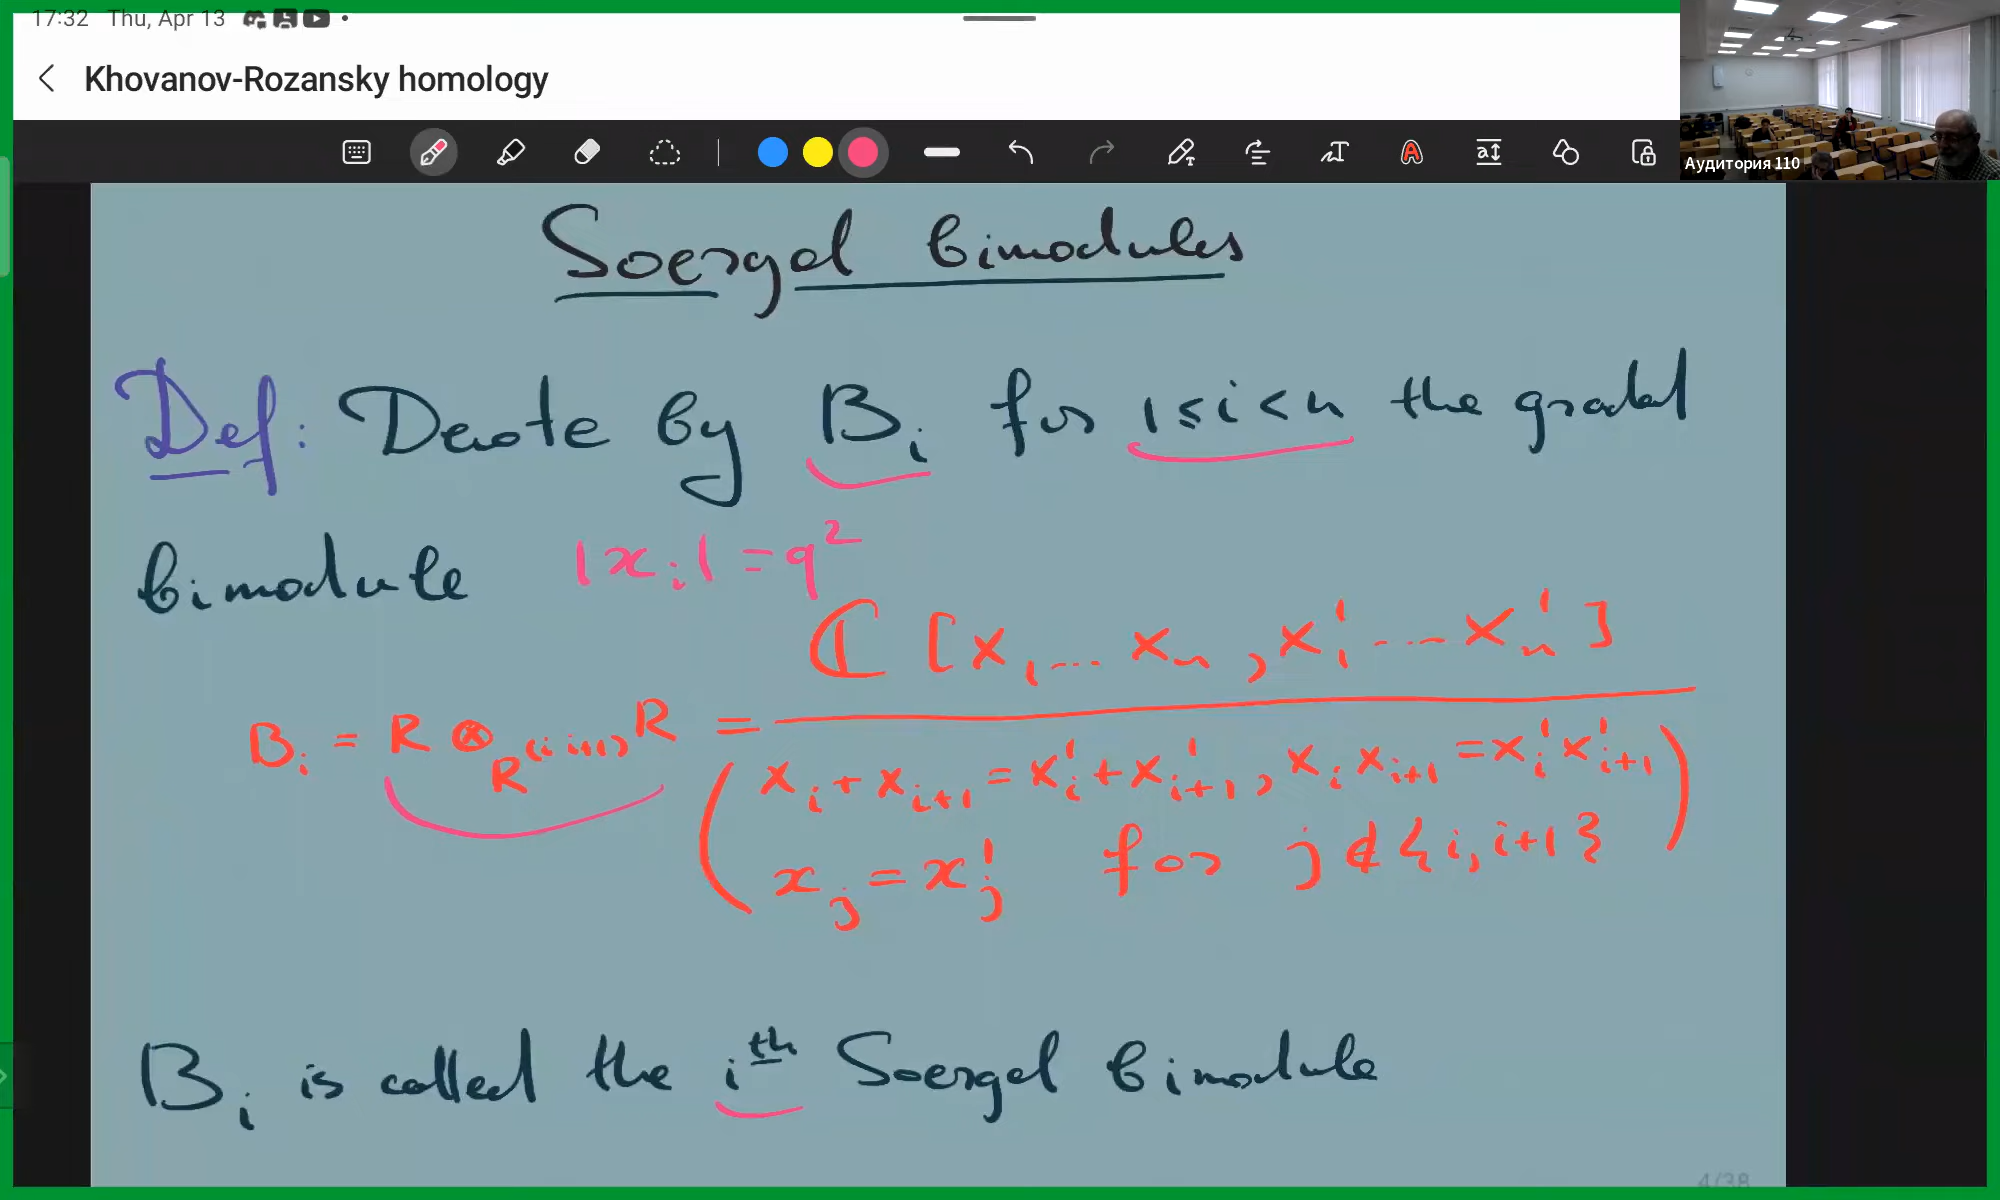 17:32 Thu, Apr 13
Khovanov-Rozansky homology
Аудитория 110
Soergel bimodules
Def: Denote by B_i for 1≤i<n the graded
bimodule |x_i| = q^2
ℂ[x_1 ... x_n, x'_1 ... x'_n]
B_i = R ⊗_{R^{(i i+1)}} R =
(x_i + x_{i+1} = x'_i + x'_{i+1}, x_i x_{i+1} = x'_i x'_{i+1}
x_j = x'_j for j ∉ {i, i+1})
B_i is called the i^{th} Soergel bimodule
4/38